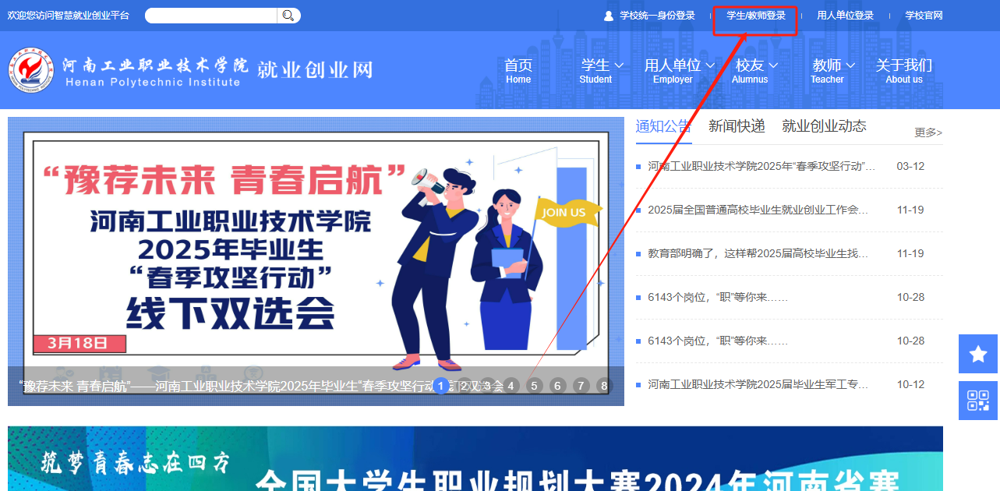 欢迎您访问智慧就业创业平台
学校统一身份登录
学生/教师登录
用人单位登录
学校官网
河南工业职业技术学院 就业创业网
Henan Polytechnic Institute
首页
Home
学生
Student
用人单位
Employer
校友
Alumnus
教师
Teacher
关于我们
About us
“豫荐未来 青春启航”
河南工业职业技术学院
2025年毕业生
“春季攻坚行动”
线下双选会
3月18日
JOIN US
“豫荐未来 青春启航”——河南工业职业技术学院2025年毕业生“春季攻坚行动”线下双选会
1 2 3 4 5 6 7 8
通知公告 新闻快递 就业创业动态 更多>
河南工业职业技术学院2025年“春季攻坚行动”... 03-12
2025届全国普通高校毕业生就业创业工作会... 11-19
教育部明确了，这样帮2025届高校毕业生找... 11-19
6143个岗位，“职”等你来…… 10-28
6143个岗位，“职”等你来…… 10-28
河南工业职业技术学院2025届毕业生军工专... 10-12
筑梦青春志在四方
全国大学生职业规划大赛2024年河南省赛